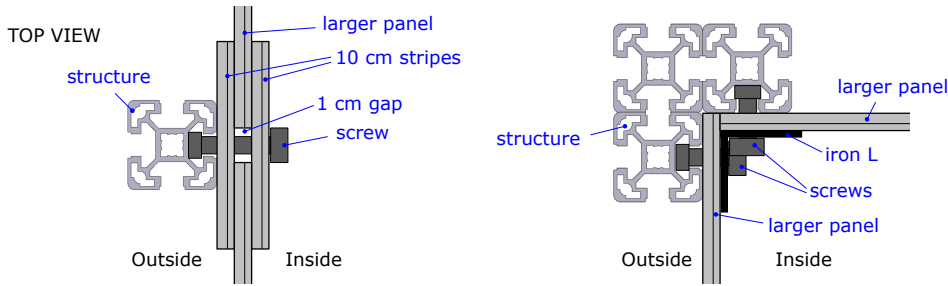 TOP VIEW
larger panel
10 cm stripes
structure
1 cm gap
screw
Outside
Inside
larger panel
structure
iron L
screws
larger panel
Outside
Inside